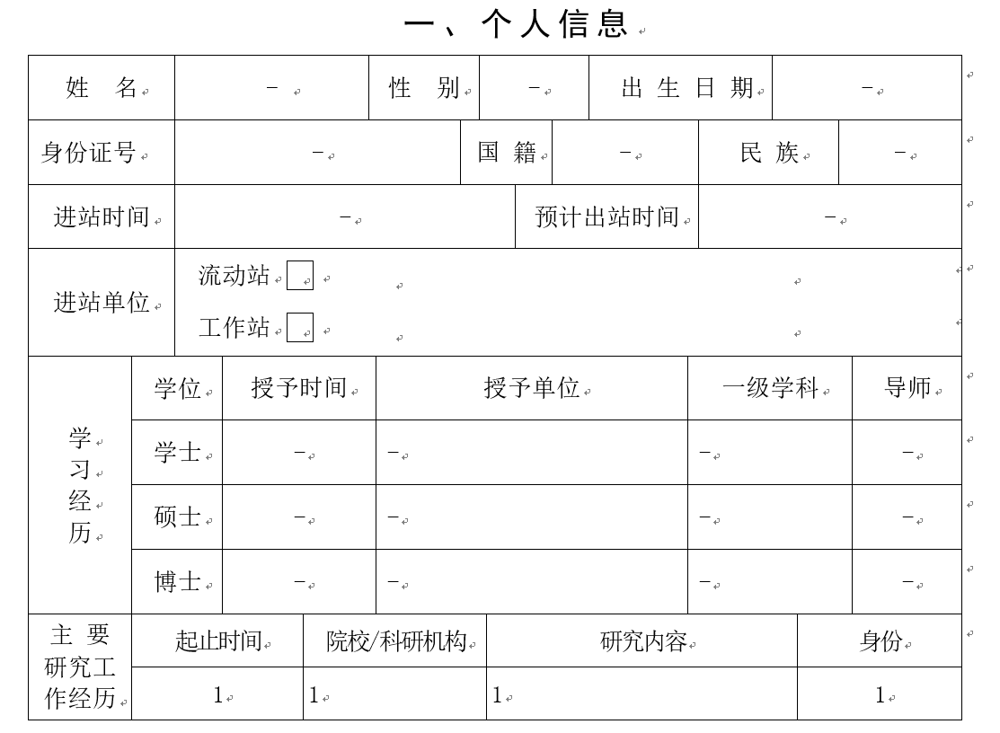 一、个人信息
姓 名 - 性 别 - 出 生 日 期 -
身份证号 - 国 籍 - 民 族 -
进站时间 - 预计出站时间 -
流动站
进站单位
工作站
学位 授予时间 授予单位 一级学科 导师
学
习
经
历
学士 - - - -
硕士 - - - -
博士 - - - -
主 要
研究工
作经历
起止时间 院校/科研机构 研究内容 身份
1 1 1 1